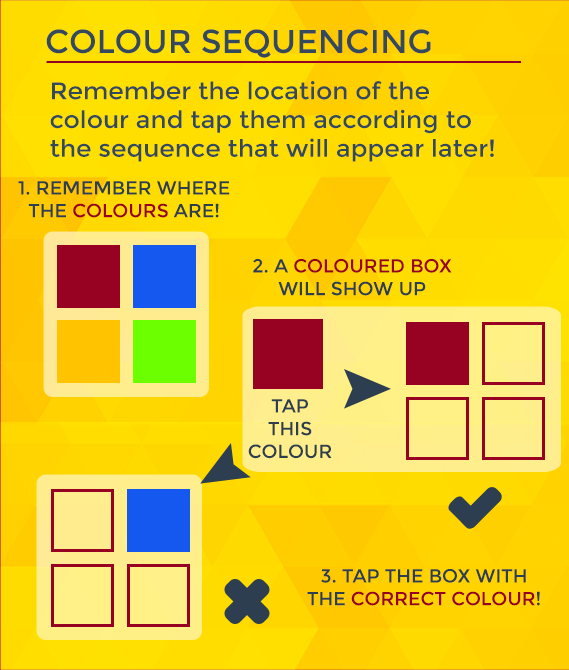 COLOUR SEQUENCING
Remember the location of the
colour and tap them according to
the sequence that will appear later!
1. REMEMBER WHERE
THE COLOURS ARE!
2. A COLOURED BOX
WILL SHOW UP
TAP
THIS
COLOUR
3. TAP THE BOX WITH
THE CORRECT COLOUR!